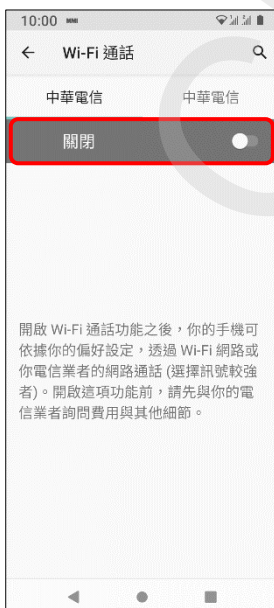 10:00
Wi-Fi 通話
中華電信 中華電信
關閉
開啟 Wi-Fi 通話功能之後，你的手機可
依據你的偏好設定，透過 Wi-Fi 網路或
你電信業者的網路通話 (選擇訊號較強
者)。開啟這項功能前，請先與你的電
信業者詢問費用與其他細節。